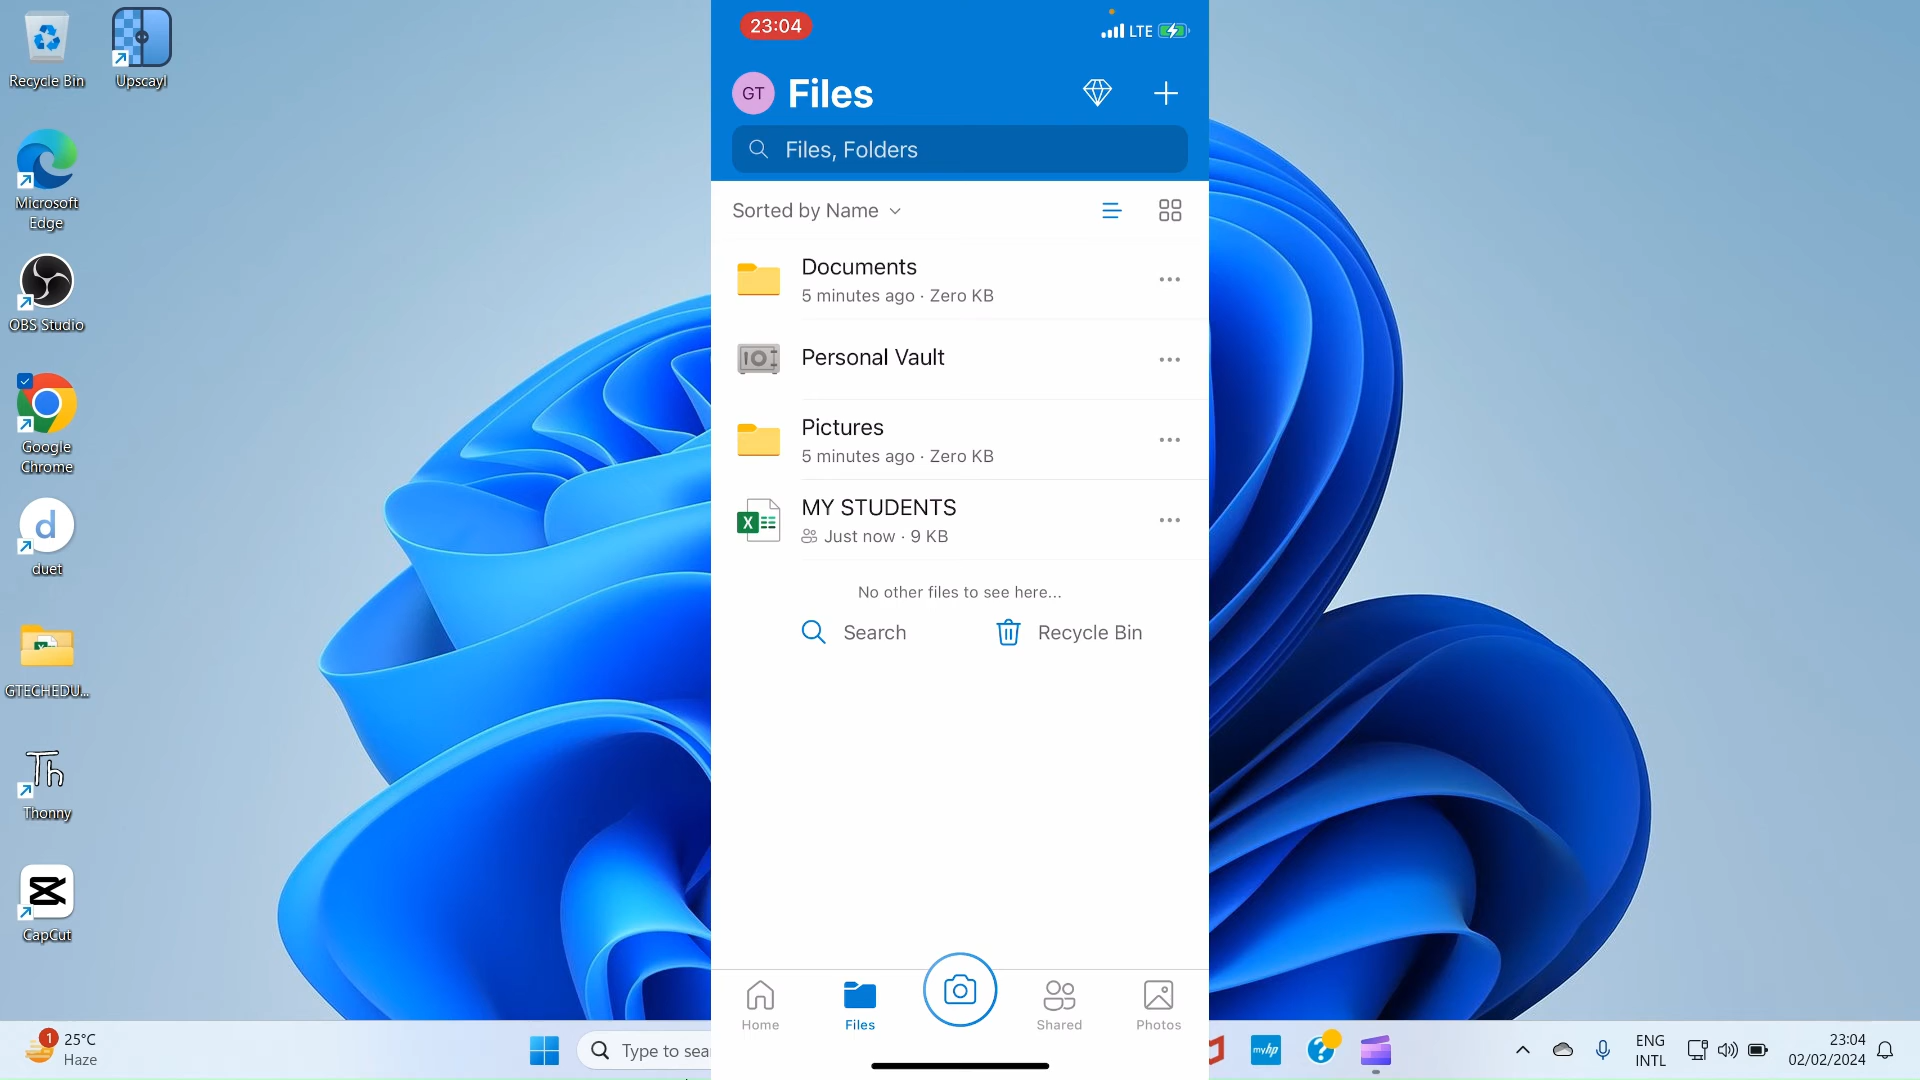 Recycle Bin
Upscayl
Microsoft
Edge
OBS Studio
Google
Chrome
d
duet
GTECHEDU...
Th
Thonny
CapCut
23:04
LTE
GT
Files
Files, Folders
Sorted by Name
Documents
5 minutes ago · Zero KB
Personal Vault
Pictures
5 minutes ago · Zero KB
X
MY STUDENTS
Just now · 9 KB
No other files to see here...
Search
Recycle Bin
Home
Files
Shared
Photos
1
25°C
Haze
Type to sea
myhp
?
ENG
INTL
23:04
02/02/2024